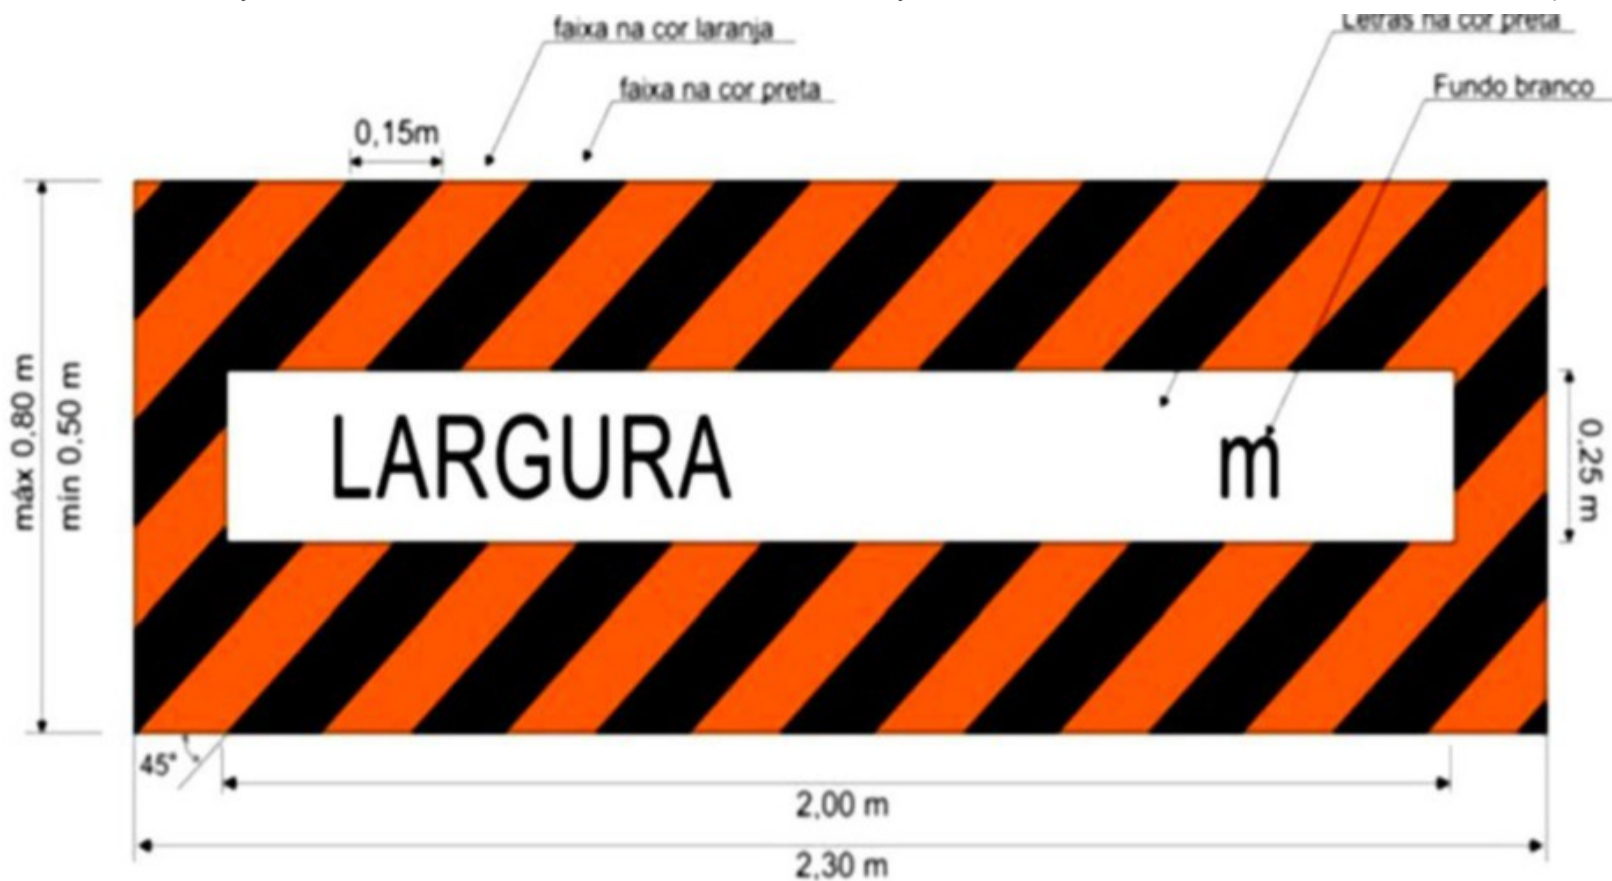 faixa na cor laranja
Letras na cor preta
faixa na cor preta
Fundo branco
0,15m
máx 0,80 m
mín 0,50 m
LARGURA m
0,25 m
45°
2,00 m
2,30 m